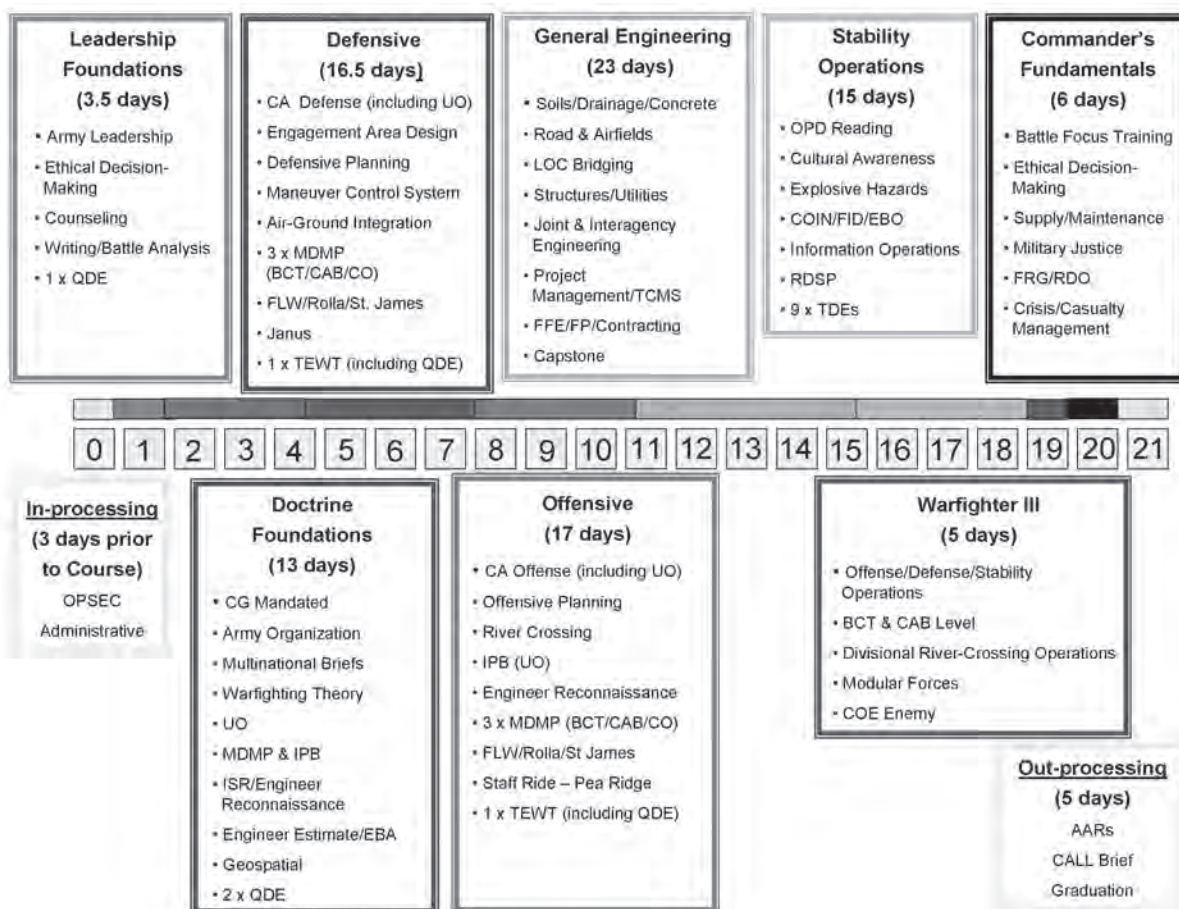 Leadership
Foundations
(3.5 days)
• Army Leadership
• Ethical Decision-
Making
• Counseling
• Writing/Battle Analysis
• 1 x QDE
Defensive
(16.5 days]
• CA Defense (including UO)
• Engagement Area Design
• Defensive Planning
• Maneuver Control System
• Air-Ground Integration
• 3 x MDMP
(BCT/CAB/CO)
• FLW/Rolla/St. James
• Janus
• 1 x TEWT (including QDE)
General Engineering
(23 days)
• Soils/Drainage/Concrete
• Road & Airfields
• LOC Bridging
• Structures/Utilities
• Joint & Interagency
Engineering
• Project
Management/TCMS
• FFE/FP/Contracting
• Capstone
Stability
Operations
(15 days)
• OPD Reading
• Cultural Awareness
• Explosive Hazards
• COIN/FID/EBO
• Information Operations
• RDSP
• 9 x TDEs
Commander's
Fundamentals
(6 days)
• Battle Focus Training
• Ethical Decision-
Making
• Supply/Maintenance
• Military Justice
• FRG/RDO
• Crisis/Casualty
Management
0 1 2 3 4 5 6 7 8 9 10 11 12 13 14 15 16 17 18 19 20 21
In-processing
(3 days prior
to Course)
OPSEC
Administrative
Doctrine
Foundations
(13 days)
• CG Mandated
• Army Organization
• Multinational Briefs
• Warfighting Theory
• UO
• MDMP & IPB
• ISR/Engineer
Reconnaissance
• Engineer Estimate/EBA
• Geospatial
• 2 x QDE
Offensive
(17 days)
• CA Offense (including UO)
• Offensive Planning
• River Crossing
• IPB (UO)
• Engineer Reconnaissance
• 3 x MDMP (BCT/CAB/CO)
• FLW/Rolla/St James
• Staff Ride – Pea Ridge
• 1 x TEWT (including QDE)
Warfighter III
(5 days)
• Offense/Defense/Stability
Operations
• BCT & CAB Level
• Divisional River-Crossing Operations
• Modular Forces
• COE Enemy
Out-processing
(5 days)
AARs
CALL Brief
Graduation